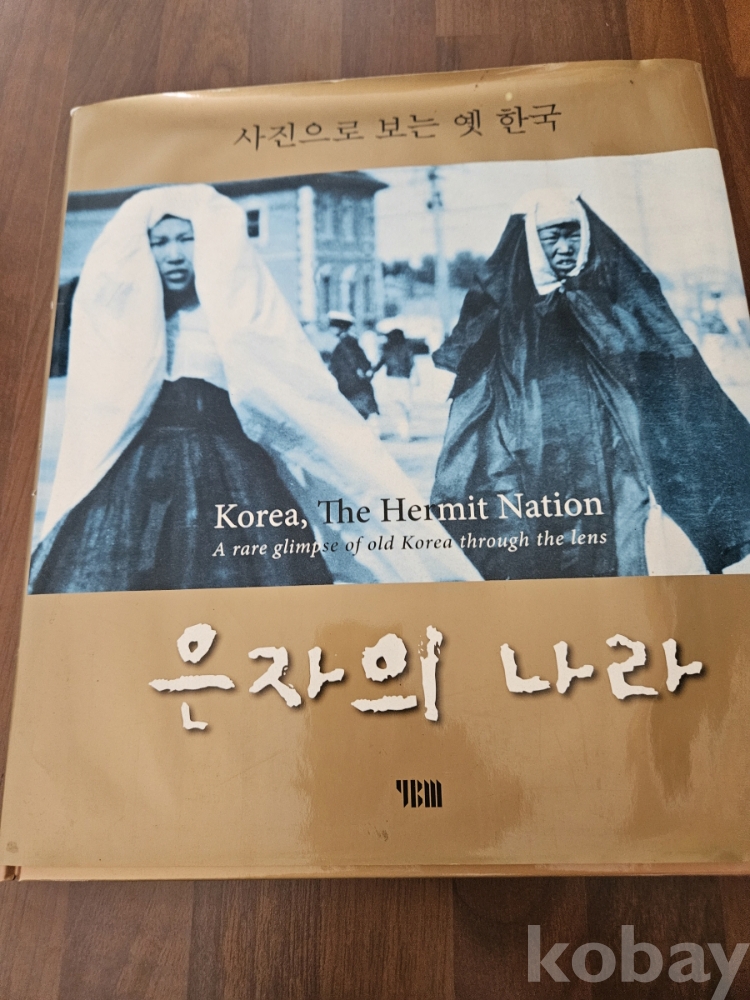 사진으로 보는 옛 한국
Korea, The Hermit Nation
A rare glimpse of old Korea through the lens
은자의 나라
YBM
kobay